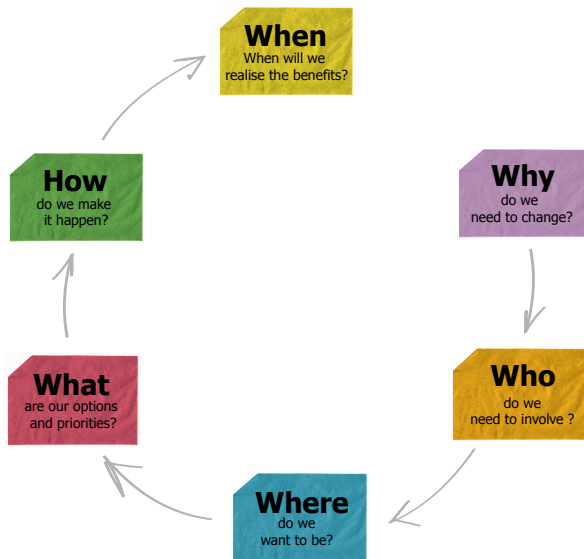 When
When will we
realise the benefits?
Why
do we
need to change?
Who
do we
need to involve ?
Where
do we
want to be?
What
are our options
and priorities?
How
do we make
it happen?